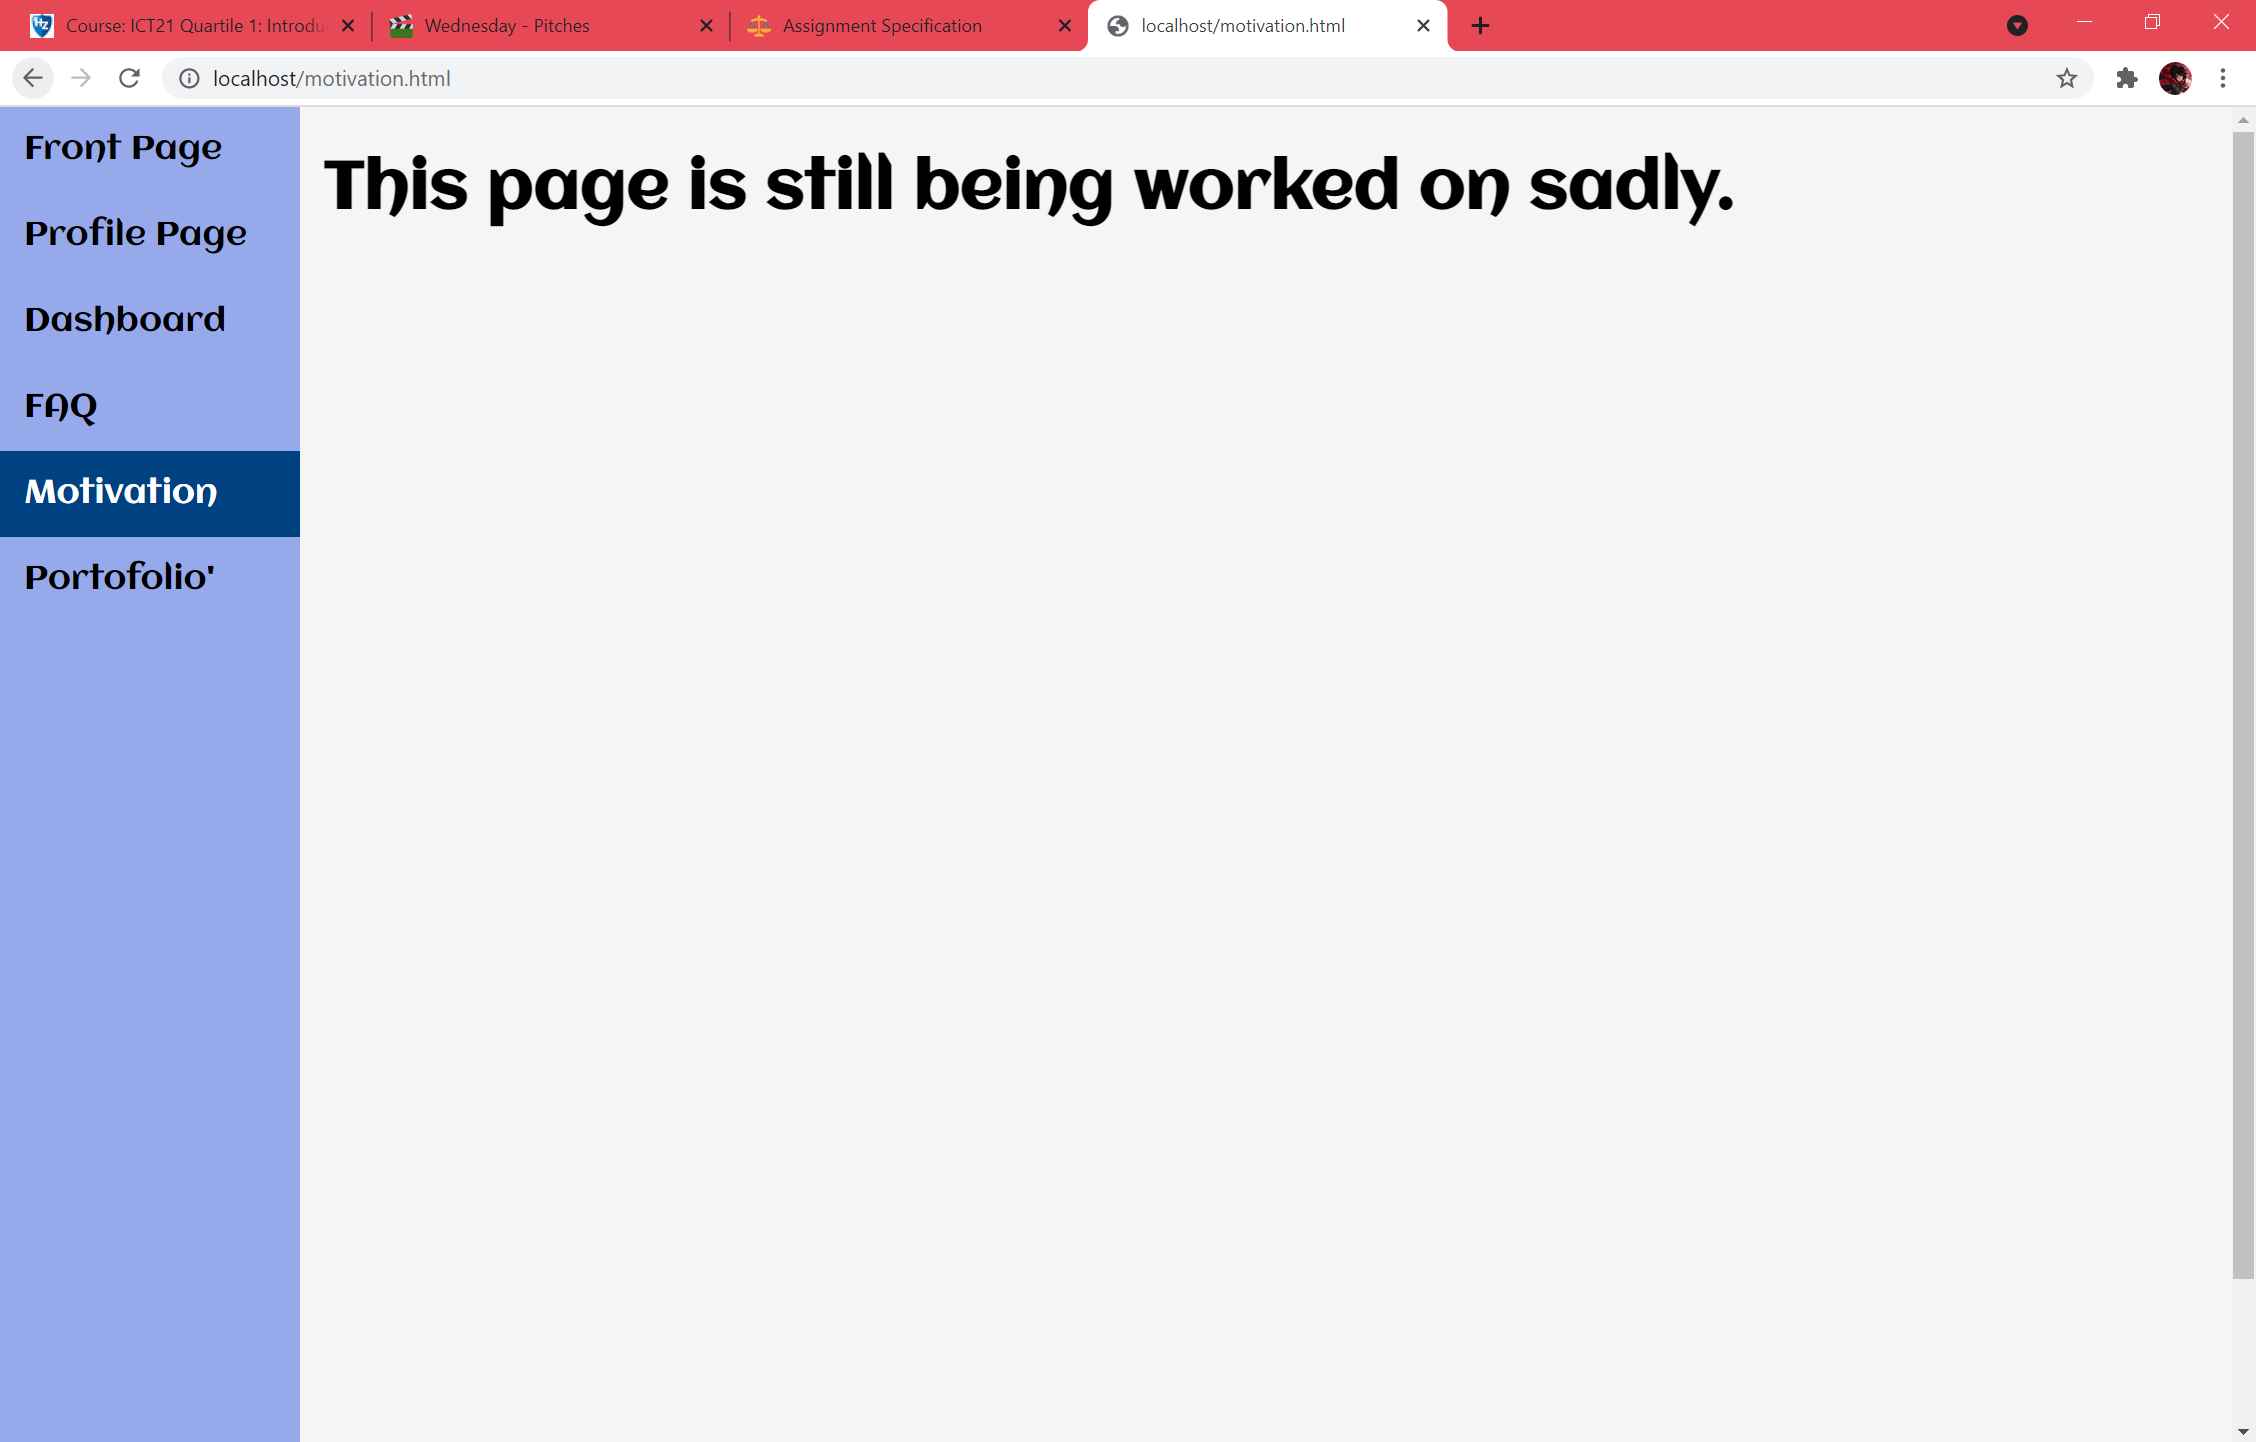 Course: ICT21 Quartile 1: Introdu
Wednesday - Pitches
Assignment Specification
localhost/motivation.html
localhost/motivation.html
Front Page
Profile Page
Dashboard
FAQ
Motivation
Portofolio'
This page is still being worked on sadly.